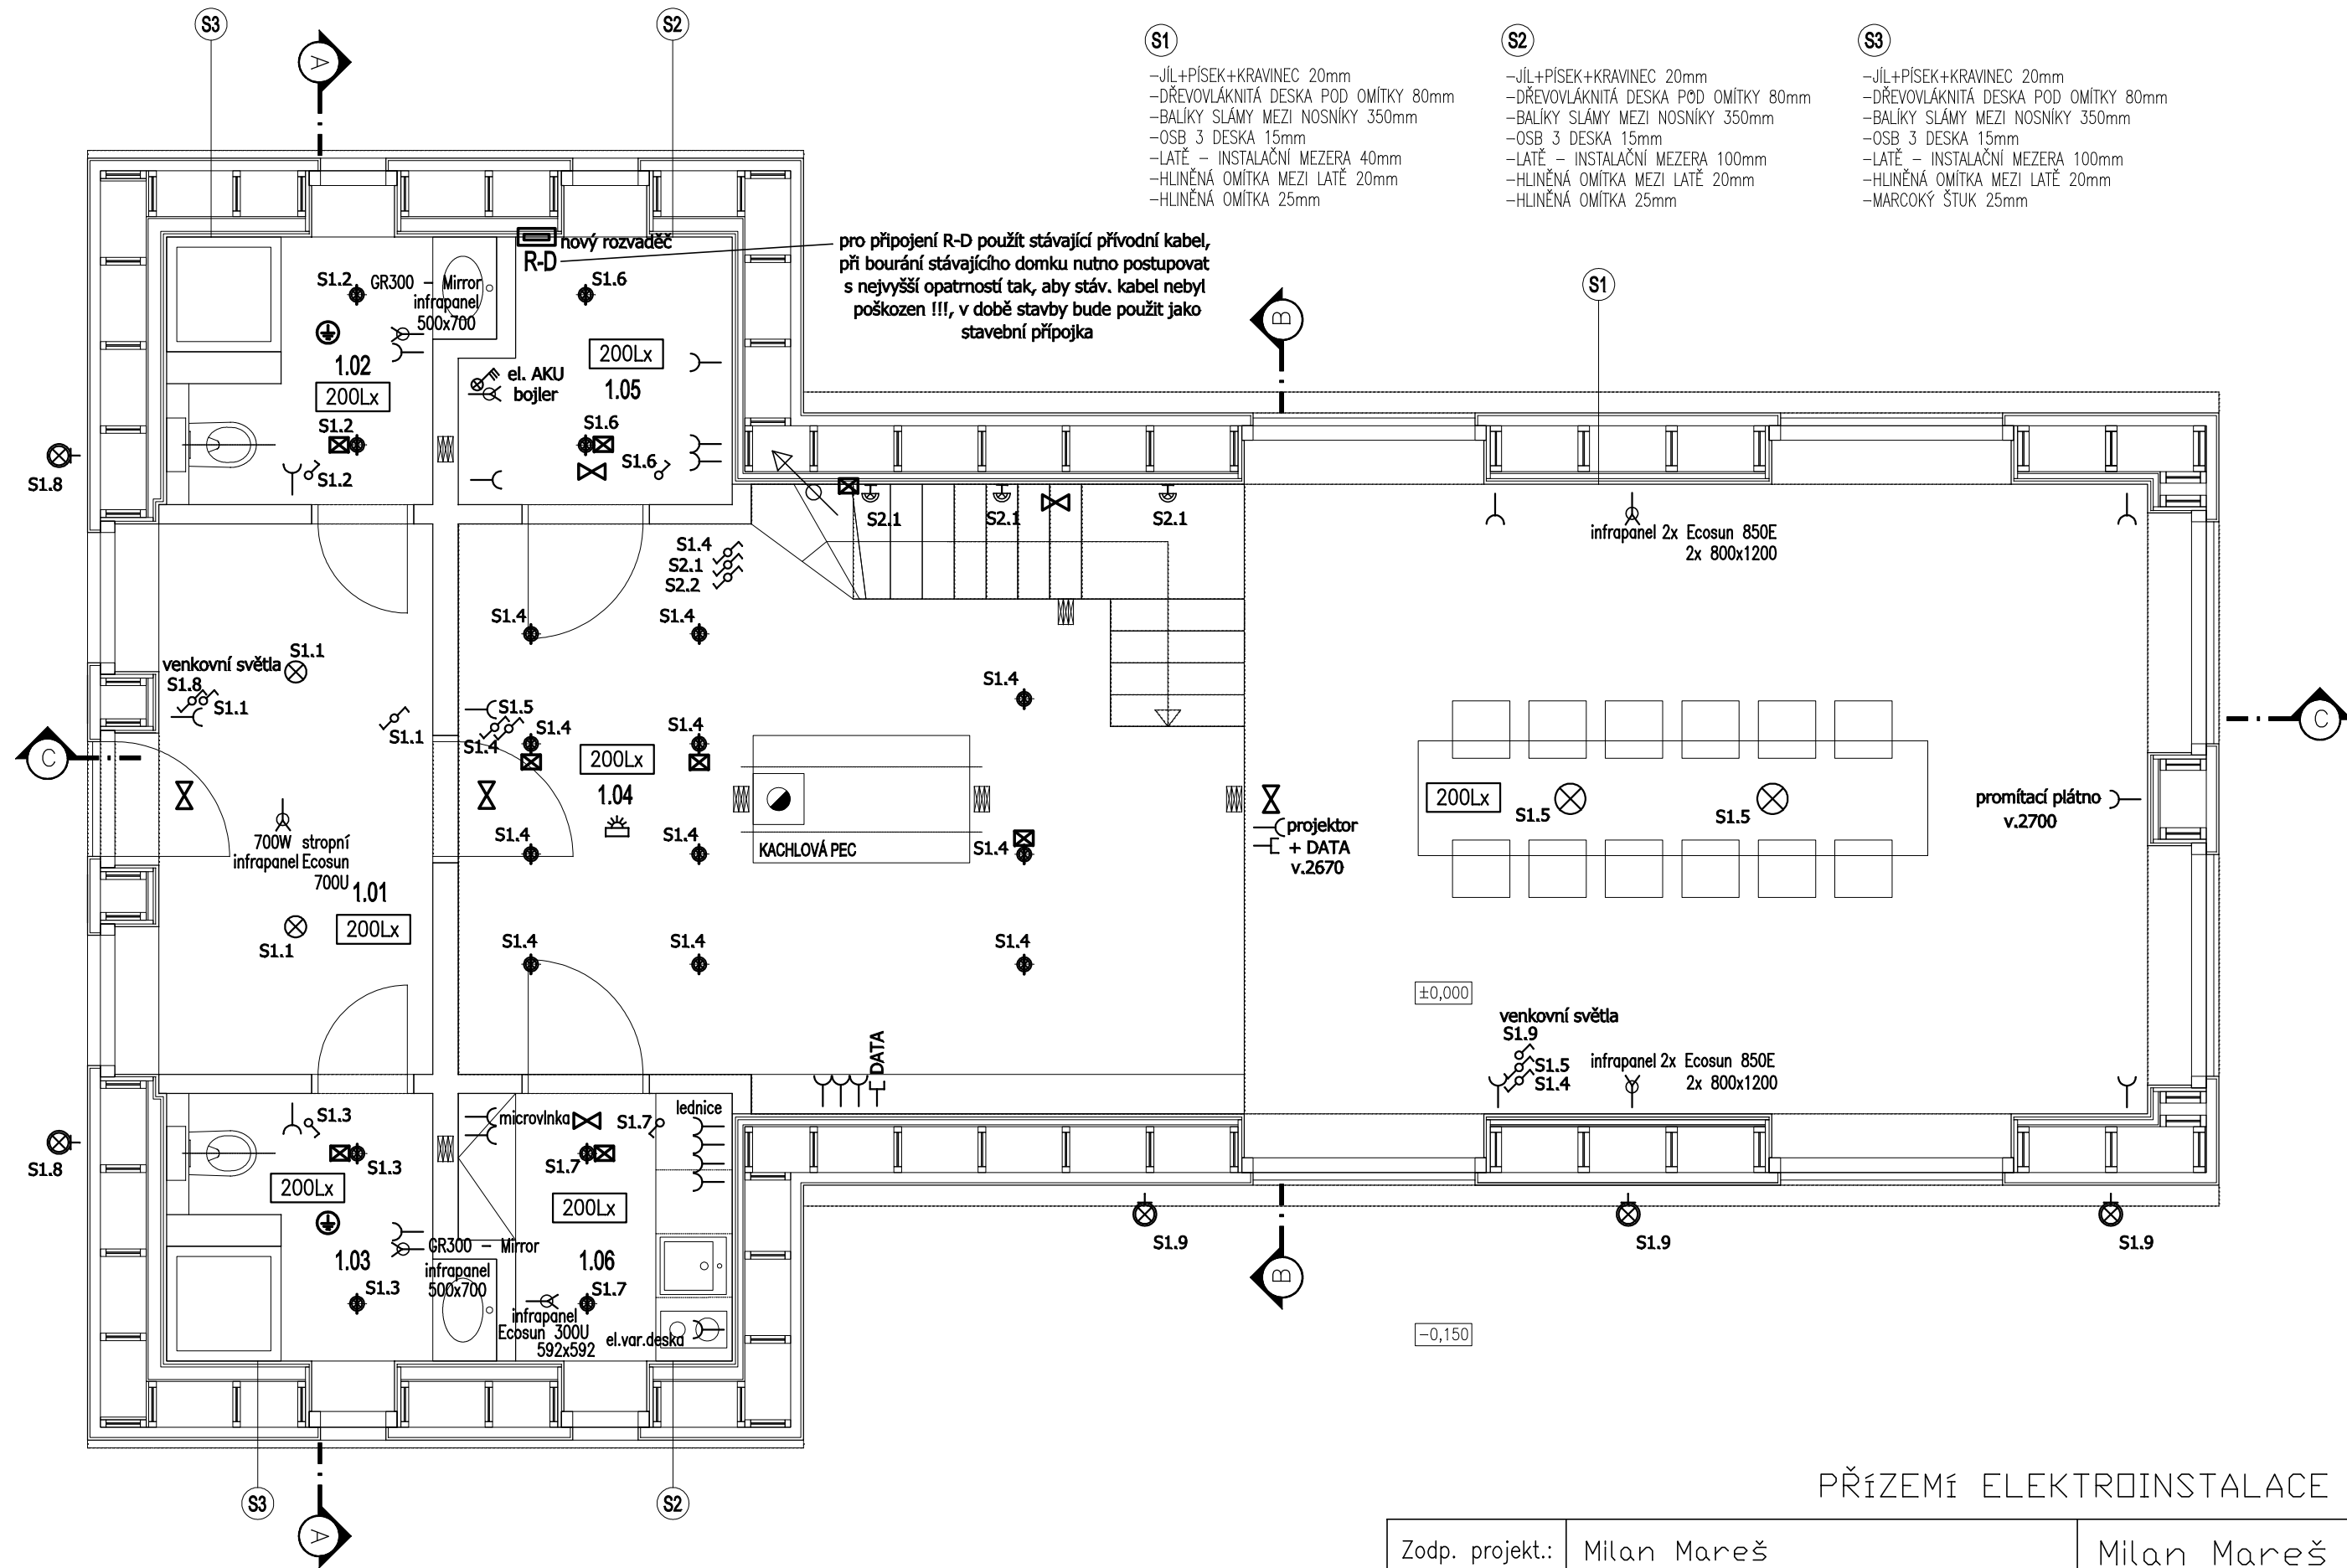 S3
S2
A
S1
-JÍL+PÍSEK+KRAVINEC 20mm
-DŘEVOVLÁKNITÁ DESKA POD OMÍTKY 80mm
-BALÍKY SLÁMY MEZI NOSNÍKY 350mm
-OSB 3 DESKA 15mm
-LATĚ - INSTALAČNÍ MEZERA 40mm
-HLINĚNÁ OMÍTKA MEZI LATĚ 20mm
-HLINĚNÁ OMÍTKA 25mm
S2
-JÍL+PÍSEK+KRAVINEC 20mm
-DŘEVOVLÁKNITÁ DESKA POD OMÍTKY 80mm
-BALÍKY SLÁMY MEZI NOSNÍKY 350mm
-OSB 3 DESKA 15mm
-LATĚ - INSTALAČNÍ MEZERA 100mm
-HLINĚNÁ OMÍTKA MEZI LATĚ 20mm
-HLINĚNÁ OMÍTKA 25mm
S3
-JÍL+PÍSEK+KRAVINEC 20mm
-DŘEVOVLÁKNITÁ DESKA POD OMÍTKY 80mm
-BALÍKY SLÁMY MEZI NOSNÍKY 350mm
-OSB 3 DESKA 15mm
-LATĚ - INSTALAČNÍ MEZERA 100mm
-HLINĚNÁ OMÍTKA MEZI LATĚ 20mm
-MARCOKÝ ŠTUK 25mm
nový rozvaděč
R-D
pro připojení R-D použít stávající přívodní kabel,
při bourání stávajícího domku nutno postupovat
s nejvyšší opatrností tak, aby stáv. kabel nebyl
poškozen !!!, v době stavby bude použit jako
stavební přípojka
S1.2
GR300 - Mirror
infrapanel
500x700
S1.6
S1
B
1.02
200Lx
el. AKU
bojler
200Lx
1.05
S1.2
S1.6
S1.8
S1.2
S1.6
S2.1
S2.1
S2.1
infrapanel 2x Ecosun 850E
2x 800x1200
S1.4
S2.1
S2.2
S1.4
S1.4
S1.1
venkovní světla
S1.8
S1.1
S1.1
S1.5
S1.4
S1.4
S1.4
S1.4
C
C
200Lx
1.04
200Lx
S1.5
S1.5
promítací plátno
v.2700
700W stropní
infrapanel Ecosun
700U
1.01
200Lx
S1.1
S1.4
S1.4
KACHLOVÁ PEC
S1.4
projektor
+ DATA
v.2670
S1.4
S1.4
S1.4
±0,000
venkovní světla
S1.9
S1.5
S1.4
infrapanel 2x Ecosun 850E
2x 800x1200
DATA
S1.3
microvlnka
S1.7
lednice
S1.8
S1.3
S1.7
200Lx
200Lx
1.03
GR300 - Mirror
infrapanel
500x700
1.06
S1.3
S1.7
infrapanel
Ecosun 300U
592x592
el.var.deska
S1.9
S1.9
S1.9
B
-0,150
S3
S2
A
PŘÍZEMÍ ELEKTROINSTALACE
Zodp. projekt.:
Milan Mareš
Milan Mareš